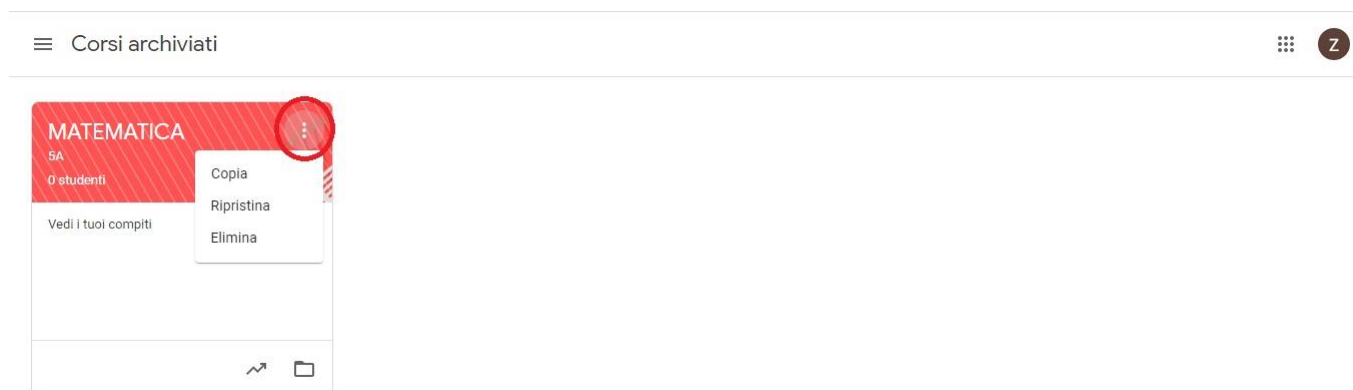 Corsi archiviati
Z
MATEMATICA
5A
0 studenti
Copia
Ripristina
Elimina
Vedi i tuoi compiti